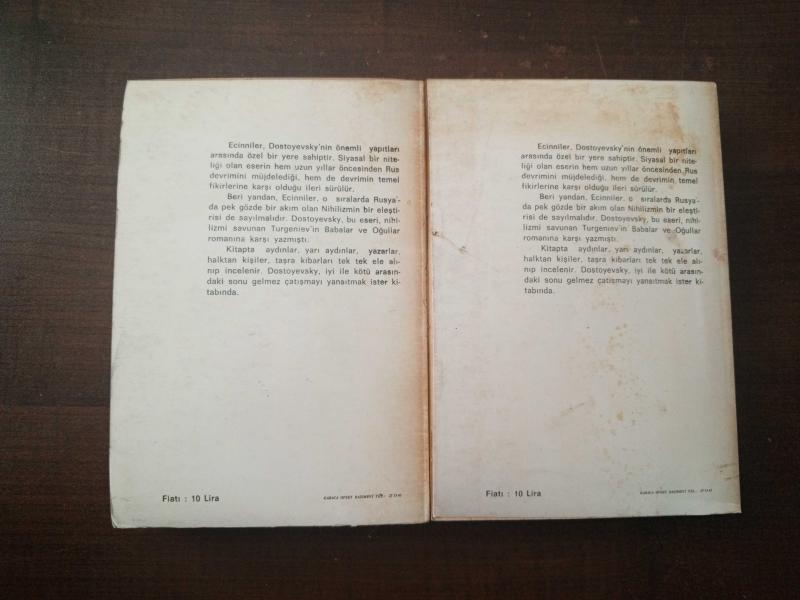 Ecinniler, Dostoyevsky'nin önemli yapıtları
arasında özel bir yere sahiptir. Siyasal bir nite-
liği olan eserin hem uzun yıllar öncesinden Rus
devrimini müjdelediği, hem de devrimin temel
fikirlerine karşı olduğu ileri sürülür.
Beri yandan, Ecinniler, o sıralarda Rusya'-
da pek gözde bir akım olan Nihilizmin bir eleşti-
risi de sayılmalıdır. Dostoyevsky, bu eseri, nihi-
lizmi savunan Turgeniev'in Babalar ve Oğullar
romanına karşı yazmıştı.
Kitapta aydınlar, yarı aydınlar, yazarlar,
halktan kişiler, taşra kibarları tek tek ele alı-
nıp incelenir. Dostoyevsky, iyi ile kötü arasın-
daki sonu gelmez çatışmayı yansıtmak ister ki-
tabında.
Fiatı : 10 Lira
KARACA OFSET BASIMEVİ
Ecinniler, Dostoyevsky'nin önemli yapıtları
arasında özel bir yere sahiptir. Siyasal bir nite-
liği olan eserin hem uzun yıllar öncesinden Rus
devrimini müjdelediği, hem de devrimin temel
fikirlerine karşı olduğu ileri sürülür.
Beri yandan, Ecinniler, o sıralarda Rusya'-
da pek gözde bir akım olan Nihilizmin bir eleşti-
risi de sayılmalıdır. Dostoyevsky, bu eseri, nihi-
lizmi savunan Turgeniev'in Babalar ve Oğullar
romanına karşı yazmıştı.
Kitapta aydınlar, yarı aydınlar, yazarlar,
halktan kişiler, taşra kibarları tek tek ele alı-
nıp incelenir. Dostoyevsky, iyi ile kötü arasın-
daki sonu gelmez çatışmayı yansıtmak ister ki-
tabında.
Fiatı : 10 Lira
KARACA OFSET BASIMEVİ